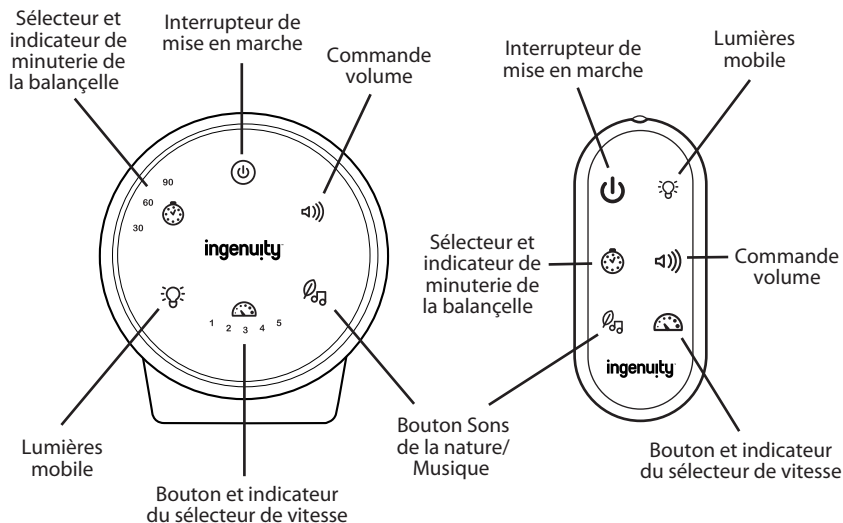 Sélecteur et
indicateur de
minuterie de
la balançelle
Interrupteur de
mise en marche
Commande
volume
90
60
30
ingenuity
1 2 3 4 5
Lumières
mobile
Bouton et indicateur
du sélecteur de vitesse
Interrupteur de
mise en marche
Lumières
mobile
Sélecteur et
indicateur de
minuterie de
la balançelle
Commande
volume
ingenuity
Bouton Sons
de la nature/
Musique
Bouton et indicateur
du sélecteur de vitesse